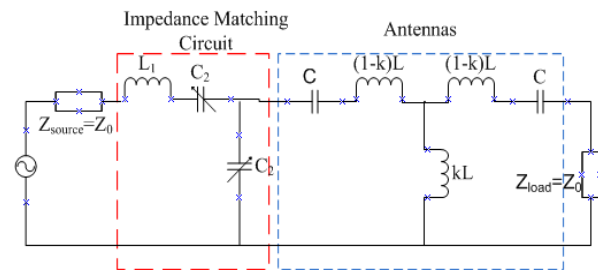 Impedance Matching
Circuit
Antennas
L1
C2
C
(1-k)L
(1-k)L
C
Zsource=Z0
C2
kL
Zload=Z0